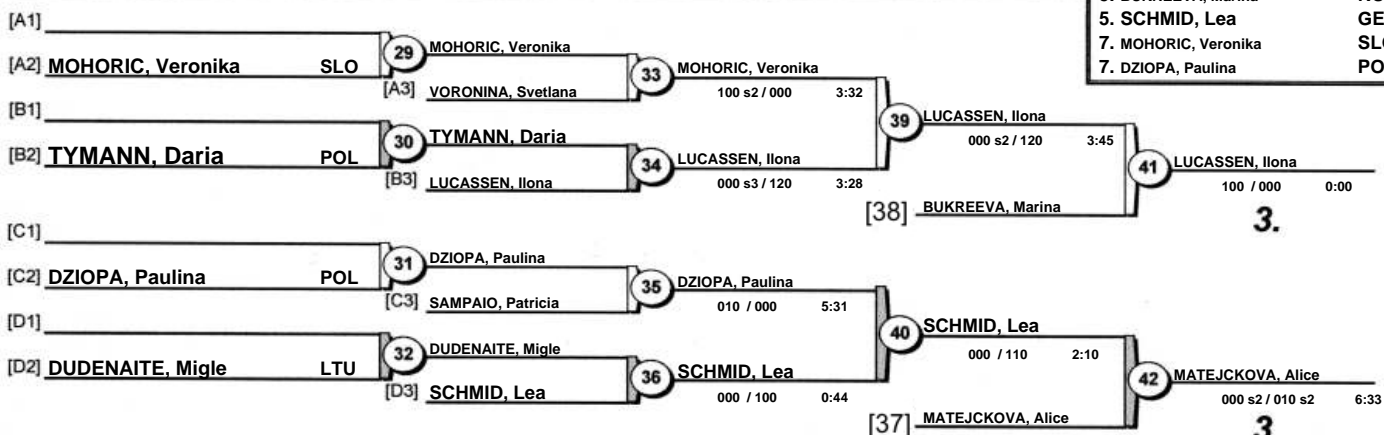 5. SCHMID, Lea GE
7. MOHORIC, Veronika SLO
7. DZIOPA, Paulina PO
[A1]
[A2] MOHORIC, Veronika SLO
29 MOHORIC, Veronika
[A3] VORONINA, Svetlana
33 MOHORIC, Veronika
100 s2 / 000 3:32
[B1]
[B2] TYMANN, Daria POL
30 TYMANN, Daria
[B3] LUCASSEN, Ilona
34 LUCASSEN, Ilona
000 s3 / 120 3:28
39 LUCASSEN, Ilona
000 s2 / 120 3:45
[38] BUKREEVA, Marina
41 LUCASSEN, Ilona
100 / 000 0:00
3.
[C1]
[C2] DZIOPA, Paulina POL
31 DZIOPA, Paulina
[C3] SAMPAIO, Patricia
35 DZIOPA, Paulina
010 / 000 5:31
[D1]
[D2] DUDENAITE, Migle LTU
32 DUDENAITE, Migle
[D3] SCHMID, Lea
36 SCHMID, Lea
000 / 100 0:44
40 SCHMID, Lea
000 / 110 2:10
[37] MATEJCKOVA, Alice
42 MATEJCKOVA, Alice
000 s2 / 010 s2 6:33
3